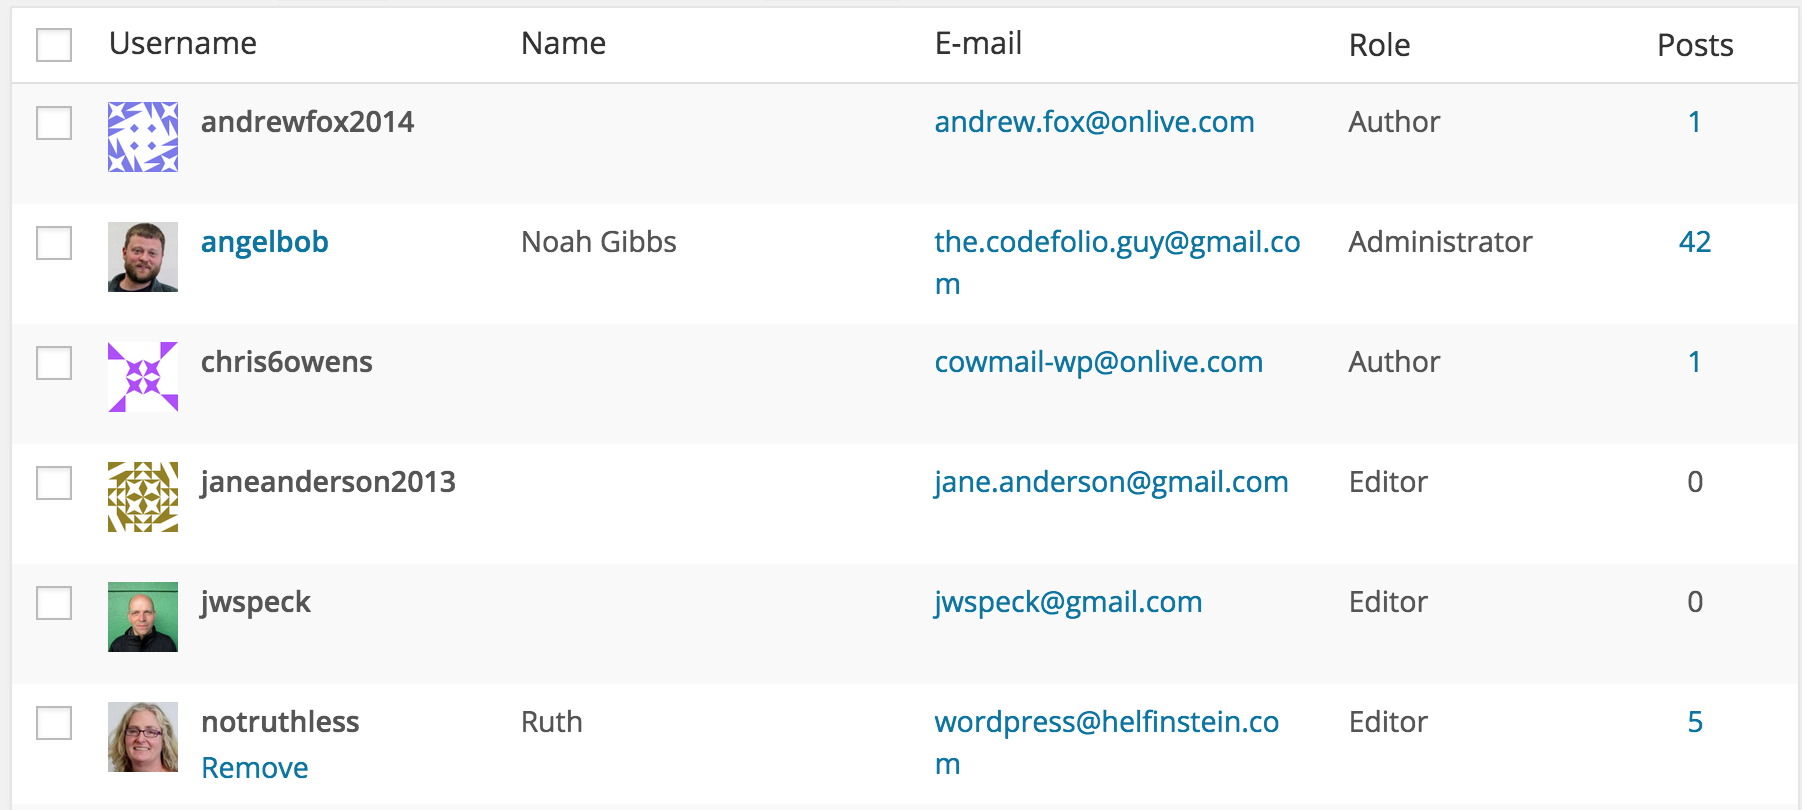 Username Name E-mail Role Posts
andrewfox2014 andrew.fox@onlive.com Author 1
angelbob Noah Gibbs the.codefolio.guy@gmail.co Administrator 42
m
chris6owens cowmail-wp@onlive.com Author 1
janeanderson2013 jane.anderson@gmail.com Editor 0
jwspeck jwspeck@gmail.com Editor 0
notruthless Ruth wordpress@helfinstein.co Editor 5
Remove m